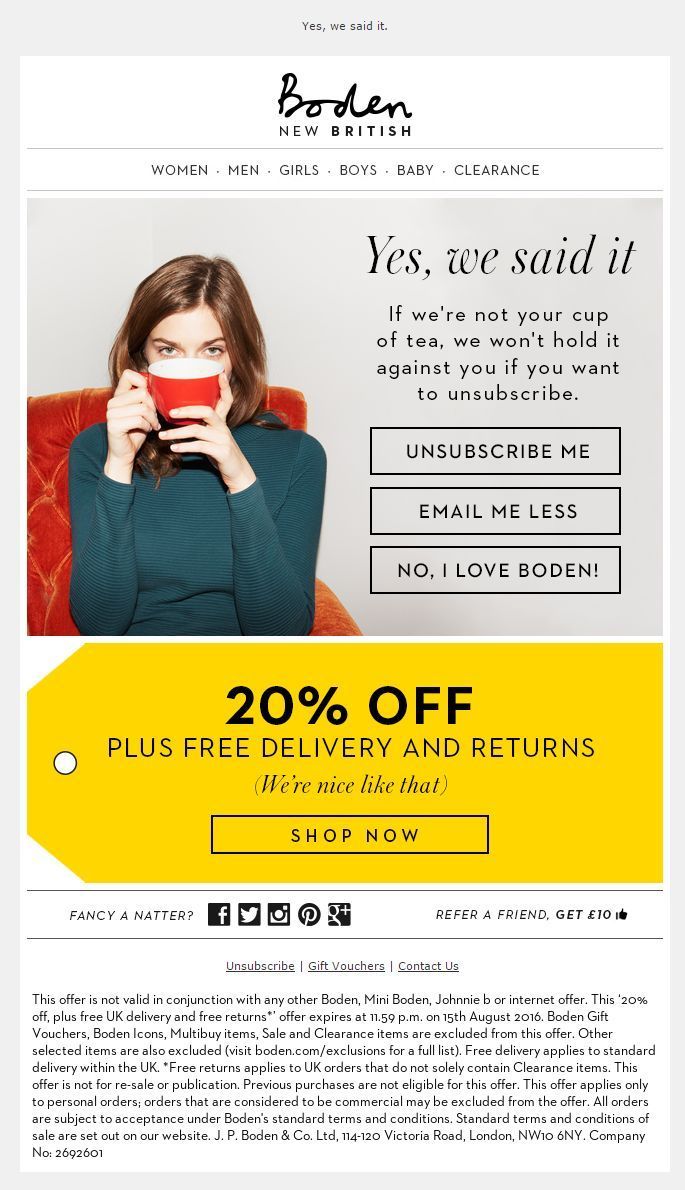 Yes, we said it.
Boden
NEW BRITISH
WOMEN · MEN · GIRLS · BOYS · BABY · CLEARANCE
Yes, we said it
If we're not your cup
of tea, we won't hold it
against you if you want
to unsubscribe.
UNSUBSCRIBE ME
EMAIL ME LESS
NO, I LOVE BODEN!
20% OFF
PLUS FREE DELIVERY AND RETURNS
(We're nice like that)
SHOP NOW
FANCY A NATTER? REFER A FRIEND, GET £10
Unsubscribe | Gift Vouchers | Contact Us
This offer is not valid in conjunction with any other Boden, Mini Boden, Johnnie b or internet offer. This '20%
off, plus free UK delivery and free returns*' offer expires at 11.59 p.m. on 15th August 2016. Boden Gift
Vouchers, Boden Icons, Multibuy items, Sale and Clearance items are excluded from this offer. Other
selected items are also excluded (visit boden.com/exclusions for a full list). Free delivery applies to standard
delivery within the UK. *Free returns applies to UK orders that do not solely contain Clearance items. This
offer is not for re-sale or publication. Previous purchases are not eligible for this offer. This offer applies only
to personal orders; orders that are considered to be commercial may be excluded from the offer. All orders
are subject to acceptance under Boden's standard terms and conditions. Standard terms and conditions of
sale are set out on our website. J. P. Boden & Co. Ltd, 114-120 Victoria Road, London, NW10 6NY. Company
No: 2692601